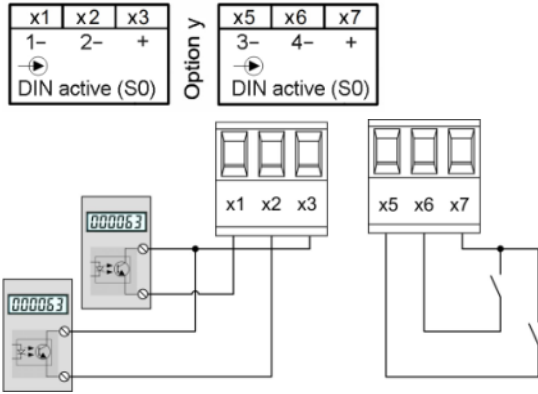 x1 x2 x3
1– 2– +
DIN active (S0)
Option y
x5 x6 x7
3– 4– +
DIN active (S0)
x1 x2 x3
x5 x6 x7
000063
000063